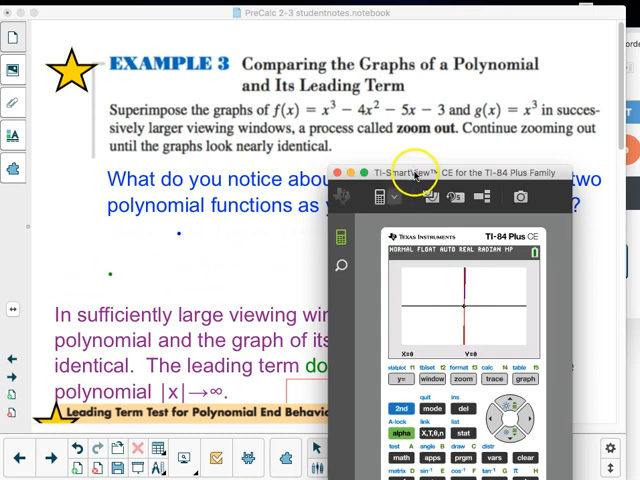 PreCalc 2-3 studentnotes.notebook
EXAMPLE 3 Comparing the Graphs of a Polynomial
and Its Leading Term
Superimpose the graphs of f(x) = x³ − 4x² − 5x − 3 and g(x) = x³ in succes-
sively larger viewing windows, a process called zoom out. Continue zooming out
until the graphs look nearly identical.
What do you notice abou
two
polynomial functions as y
?
In sufficiently large viewing win
polynomial and the graph of its
identical. The leading term do
polynomial |x|→∞.
Leading Term Test for Polynomial End Behavio
TI-SmartView™ CE for the TI-84 Plus Family
TEXAS INSTRUMENTS TI-84 Plus CE
NORMAL FLOAT AUTO REAL RADIAN MP
X=0 Y=0
statplot f1 tblset f2 format f3 calc f4 table f5
y= window zoom trace graph
quit ins
2nd mode del
A-lock link list
alpha X,T,θ,n stat
test A angle B draw C distr
math apps prgm vars clear
matrix D sin⁻¹ E cos⁻¹ F tan⁻¹ G π H